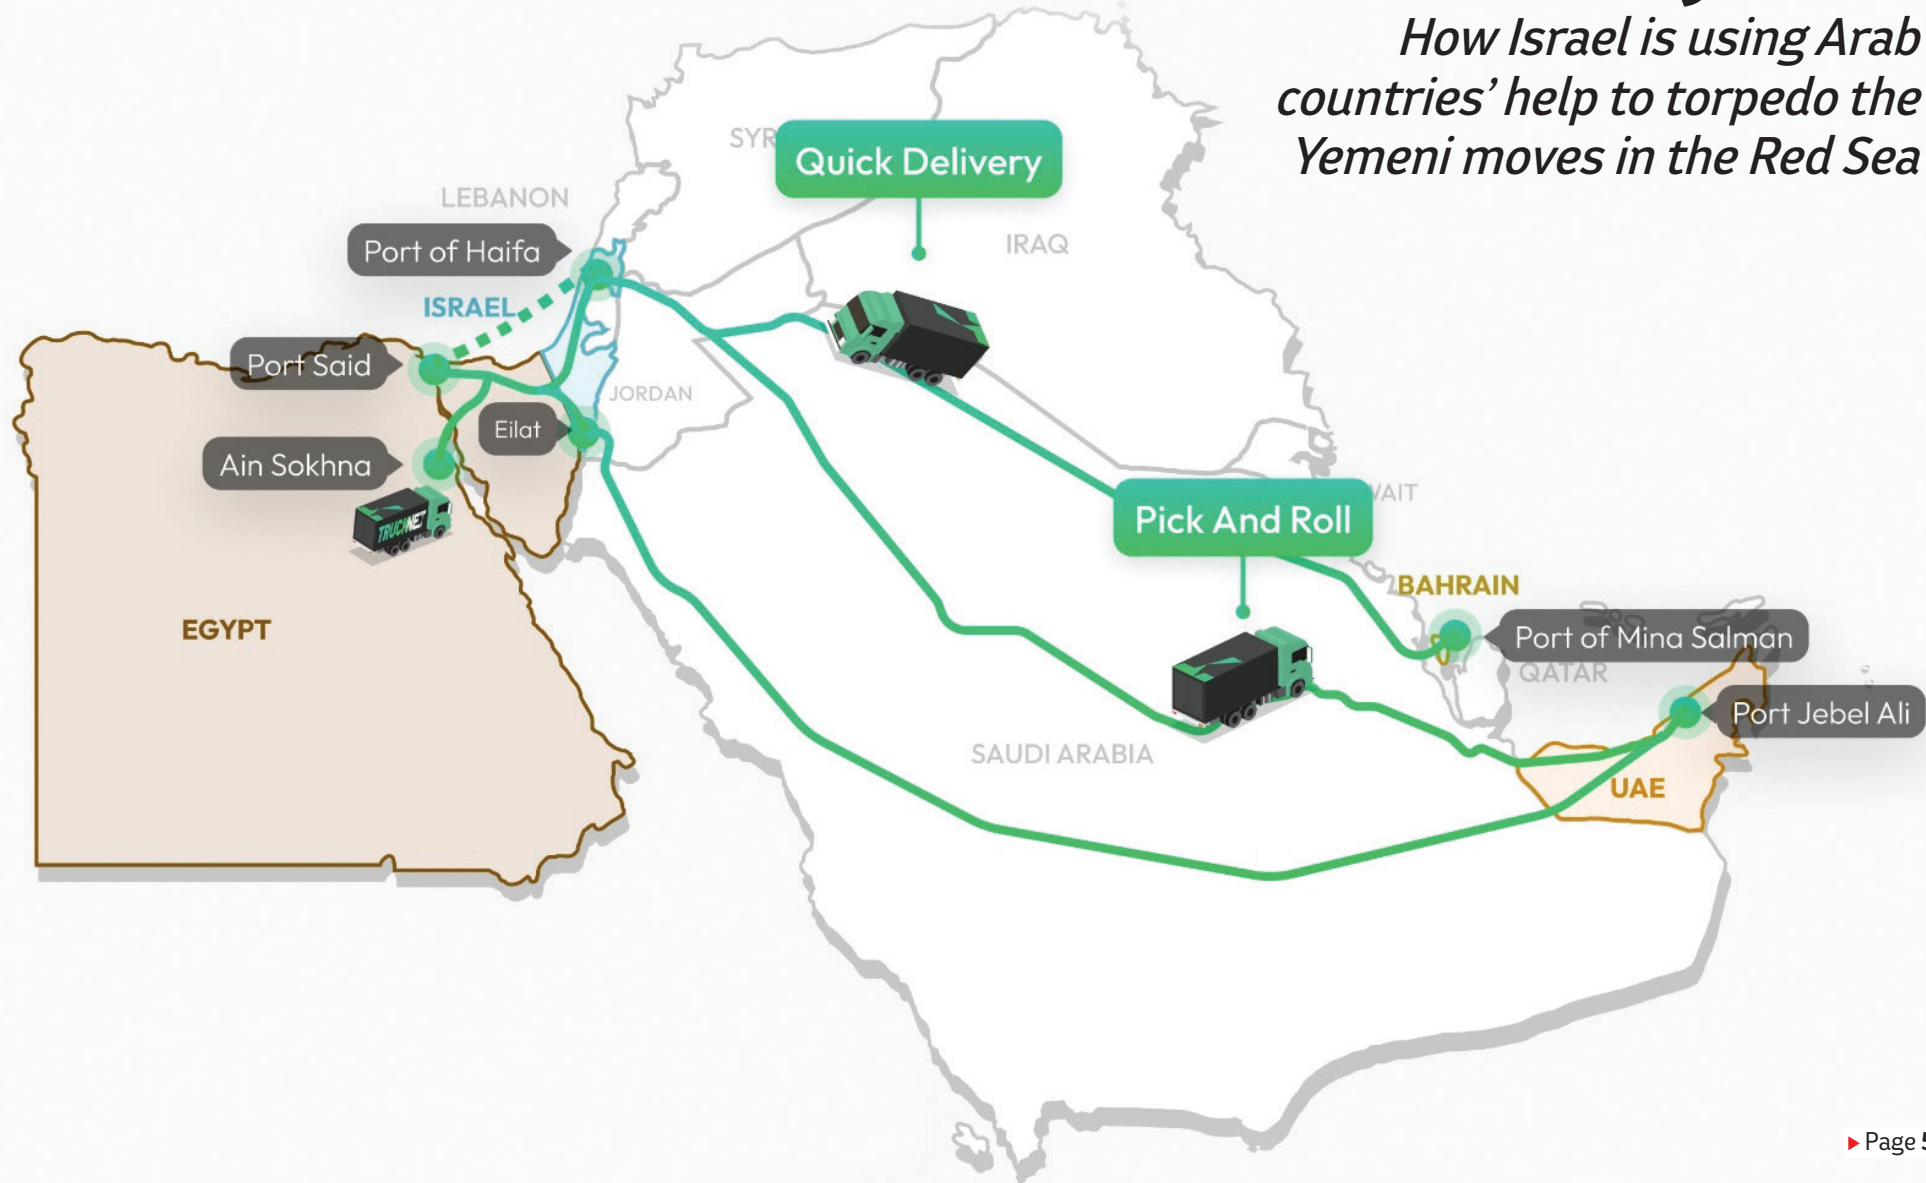 How Israel is using Arab
countries’ help to torpedo the
Yemeni moves in the Red Sea
Quick Delivery
LEBANON
Port of Haifa
IRAQ
ISRAEL
Port Said
JORDAN
Eilat
Ain Sokhna
TRUCKNET
Pick And Roll
BAHRAIN
EGYPT
Port of Mina Salman
QATAR
Port Jebel Ali
SAUDI ARABIA
UAE
Page 5